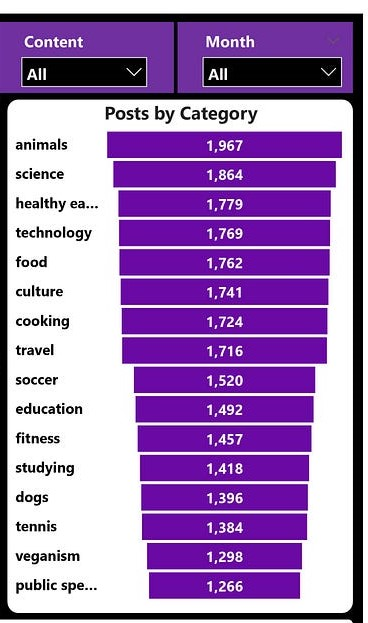 Content Month
All All
Posts by Category
animals 1,967
science 1,864
healthy ea... 1,779
technology 1,769
food 1,762
culture 1,741
cooking 1,724
travel 1,716
soccer 1,520
education 1,492
fitness 1,457
studying 1,418
dogs 1,396
tennis 1,384
veganism 1,298
public spe... 1,266